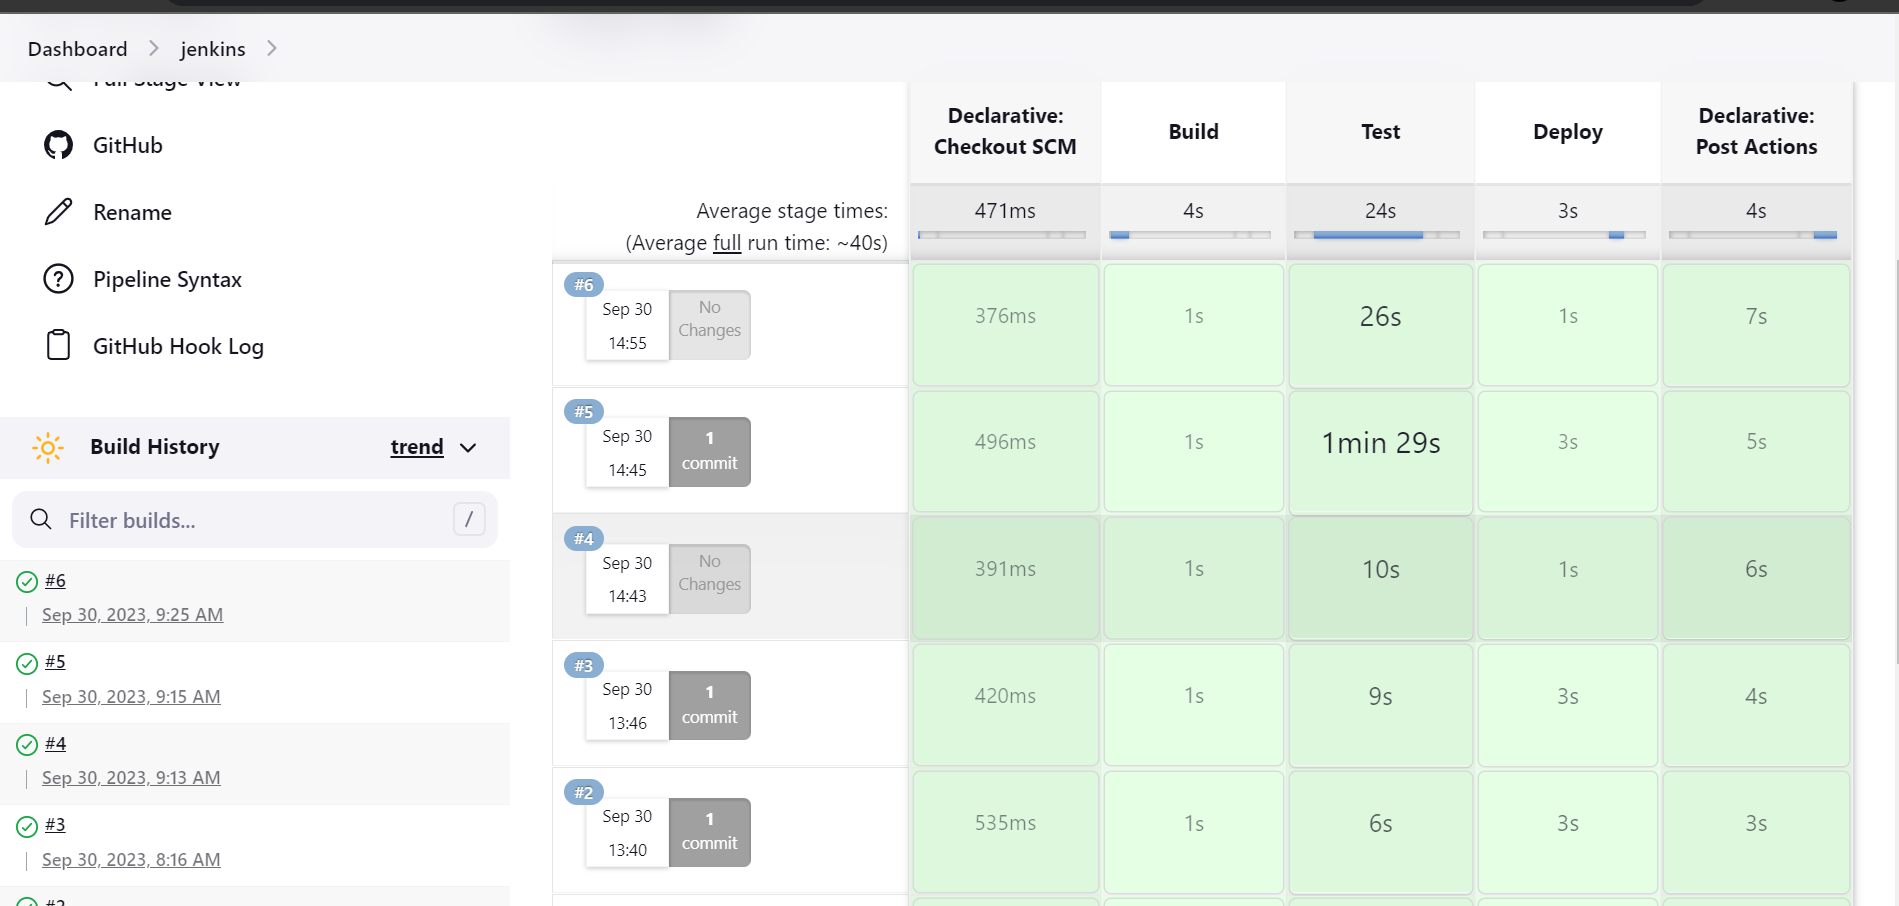 Dashboard
jenkins
Full Stage View
GitHub
Rename
Pipeline Syntax
GitHub Hook Log
Build History
trend
Filter builds...
/
#6
Sep 30, 2023, 9:25 AM
#5
Sep 30, 2023, 9:15 AM
#4
Sep 30, 2023, 9:13 AM
#3
Sep 30, 2023, 8:16 AM
Declarative:
Checkout SCM
Build
Test
Deploy
Declarative:
Post Actions
Average stage times:
(Average full run time: ~40s)
471ms
4s
24s
3s
4s
#6
Sep 30
14:55
No
Changes
376ms
1s
26s
1s
7s
#5
Sep 30
14:45
1
commit
496ms
1s
1min 29s
3s
5s
#4
Sep 30
14:43
No
Changes
391ms
1s
10s
1s
6s
#3
Sep 30
13:46
1
commit
420ms
1s
9s
3s
4s
#2
Sep 30
13:40
1
commit
535ms
1s
6s
3s
3s